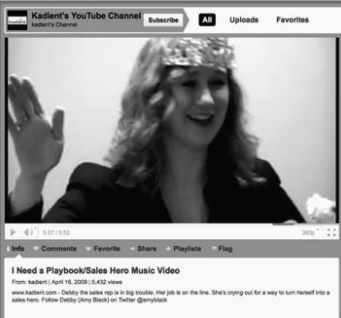 Kadient's YouTube Channel
kadient's Channel
Subscribe
All
Uploads
Favorites
5:07 / 5:52
360p
Info
Comments
Favorite
Share
Playlists
Flag
I Need a Playbook/Sales Hero Music Video
From: kadient | April 16, 2009 | 5,432 views
www.kadient.com - Debby the sales rep is in big trouble. Her job is on the line. She's crying out for a way to turn herself into a
sales hero. Follow Debby (Amy Black) on Twitter @amyblack